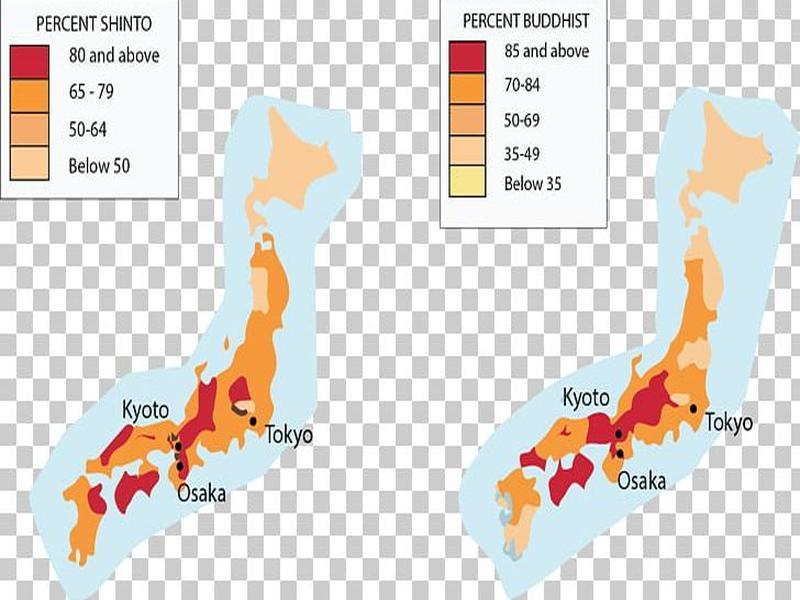 PERCENT SHINTO
80 and above
65 - 79
50-64
Below 50
Kyoto
Tokyo
Osaka
PERCENT BUDDHIST
85 and above
70-84
50-69
35-49
Below 35
Kyoto
Tokyo
Osaka